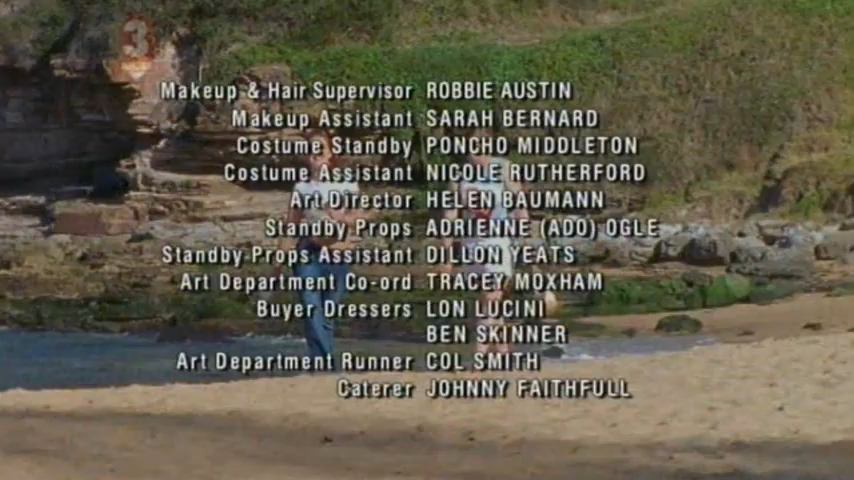 3
Makeup & Hair Supervisor ROBBIE AUSTIN
Makeup Assistant SARAH BERNARD
Costume Standby PONCHO MIDDLETON
Costume Assistant NICOLE RUTHERFORD
Art Director HELEN BAUMANN
Standby Props ADRIENNE (ADO) OGLE
Standby Props Assistant DILLON YEATS
Art Department Co-ord TRACEY MOXHAM
Buyer Dressers LON LUCINI
BEN SKINNER
Art Department Runner COL SMITH
Caterer JOHNNY FAITHFULL